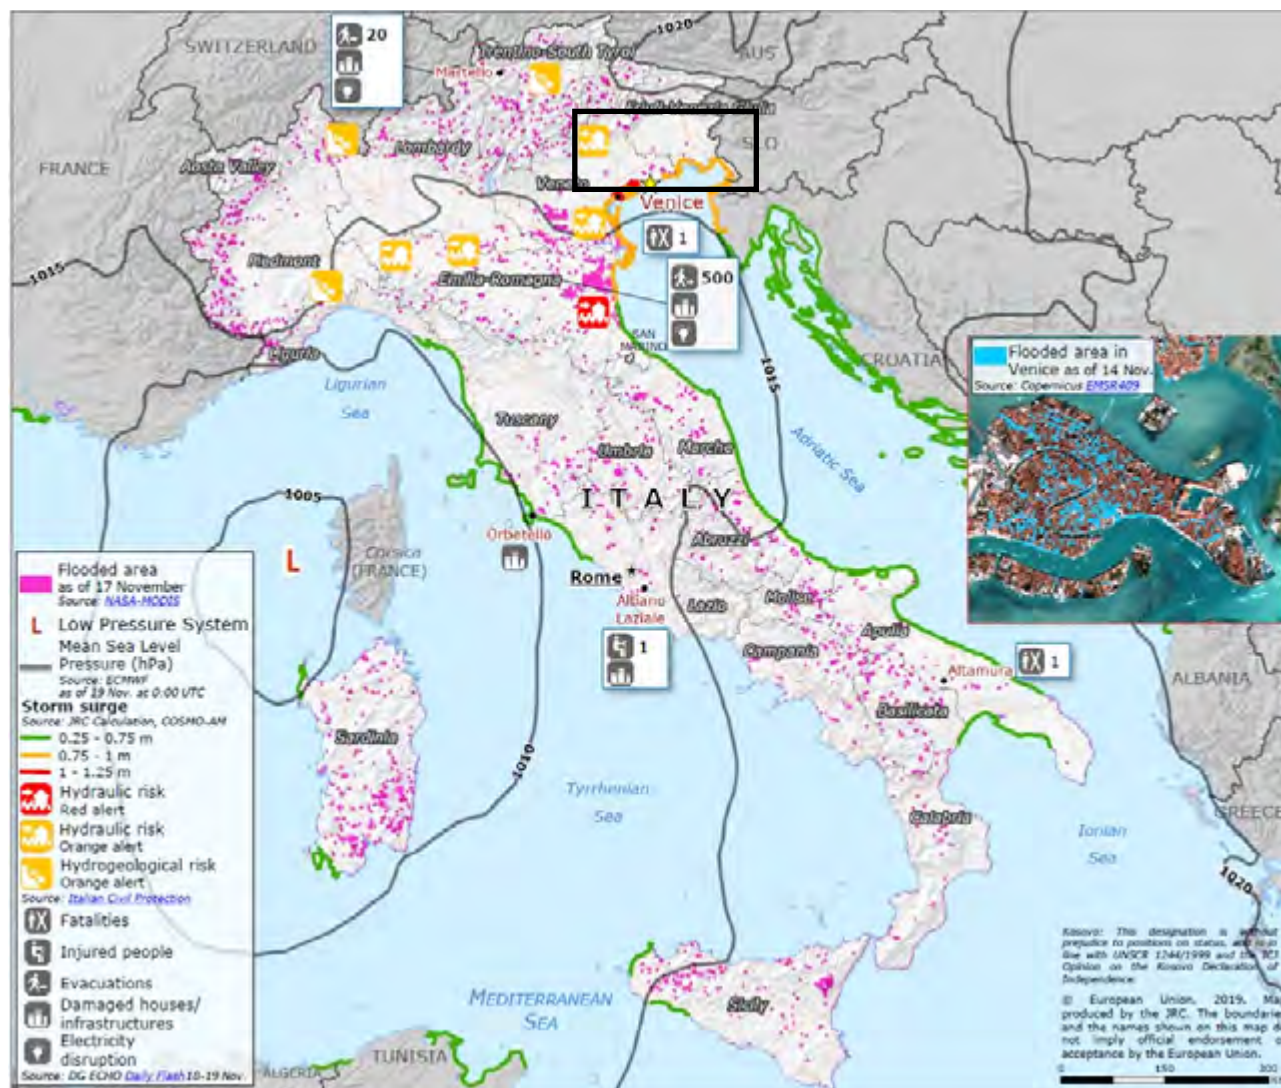 1020
SWITZERLAND
20
AUS
Trentino-South Tyrol
Martello
Friuli-Venezia Giulia
SLO
Lombardy
FRANCE
Aosta Valley
Veneto
Venice
1
1015
Piedmont
Emilia-Romagna
500
SAN
MARINO
Liguria
CROATIA
1015
Ligurian
Sea
Flooded area in
Venice as of 14 Nov.
Source: Copernicus EMSR409
Tuscany
Umbria
Marche
Adriatic Sea
ITALY
1005
Orbetello
Abruzzi
L
Corsica
(FRANCE)
Rome
Albano
Laziale
Lazio
Molise
Apulia
Campania
1
Altamura
1
ALBANIA
Basilicata
Sardinia
1010
Tyrrhenian
Sea
Calabria
Ionian
Sea
GREECE
1020
MEDITERRANEAN
SEA
Sicily
TUNISIA
ALGERIA
Flooded area
as of 17 November
Source: NASA-MODIS
L Low Pressure System
Mean Sea Level
Pressure (hPa)
Source: ECMWF
as of 19 Nov. at 0:00 UTC
Storm surge
Source: JRC Calculation, COSMO-AM
0.25 - 0.75 m
0.75 - 1 m
1 - 1.25 m
Hydraulic risk
Red alert
Hydraulic risk
Orange alert
Hydrogeological risk
Orange alert
Source: Italian Civil Protection
Fatalities
Injured people
Evacuations
Damaged houses/
infrastructures
Electricity
disruption
Source: DG ECHO Daily Flash 10-19 Nov.
Kosovo: This designation is without
prejudice to positions on status, and is in
line with UNSCR 1244/1999 and the ICJ
Opinion on the Kosovo Declaration of
Independence.
© European Union, 2019. Ma
produced by the JRC. The boundarie
and the names shown on this map d
not imply official endorsement o
acceptance by the European Union.
0 150 300